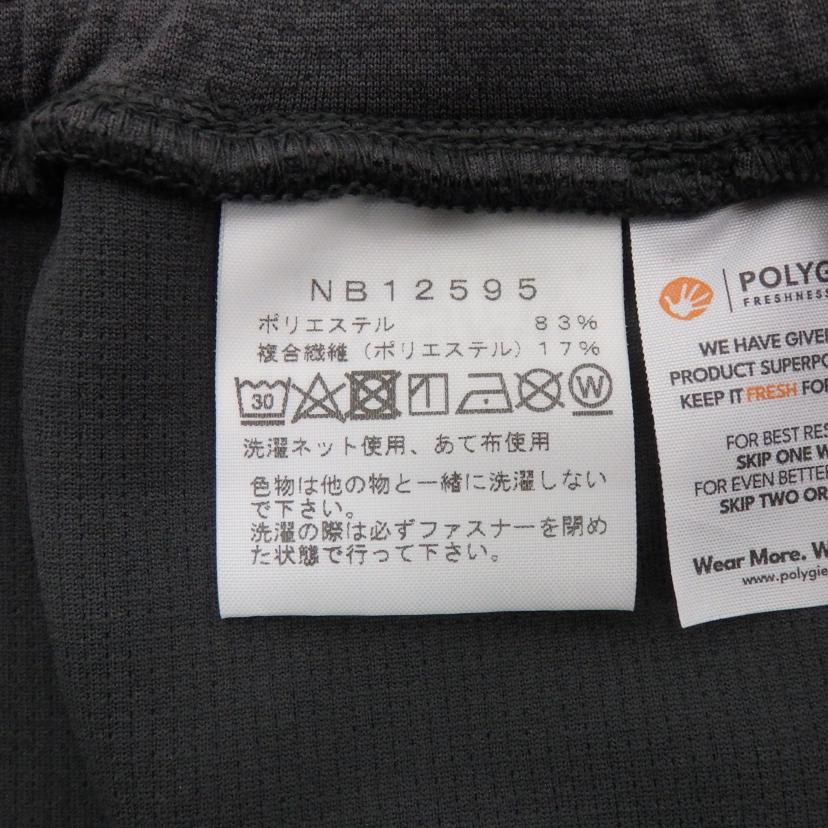 NB12595
ポリエステル 83%
複合繊維（ポリエステル）17%
30 W
洗濯ネット使用、あて布使用
色物は他の物と一緒に洗濯しない
で下さい。
洗濯の際は必ずファスナーを閉め
た状態で行って下さい。
POLYG
FRESHNESS
WE HAVE GIVE
PRODUCT SUPERPO
KEEP IT FRESH FOR
FOR BEST RES
SKIP ONE W
FOR EVEN BETTER
SKIP TWO OR
Wear More. W
www.polygie